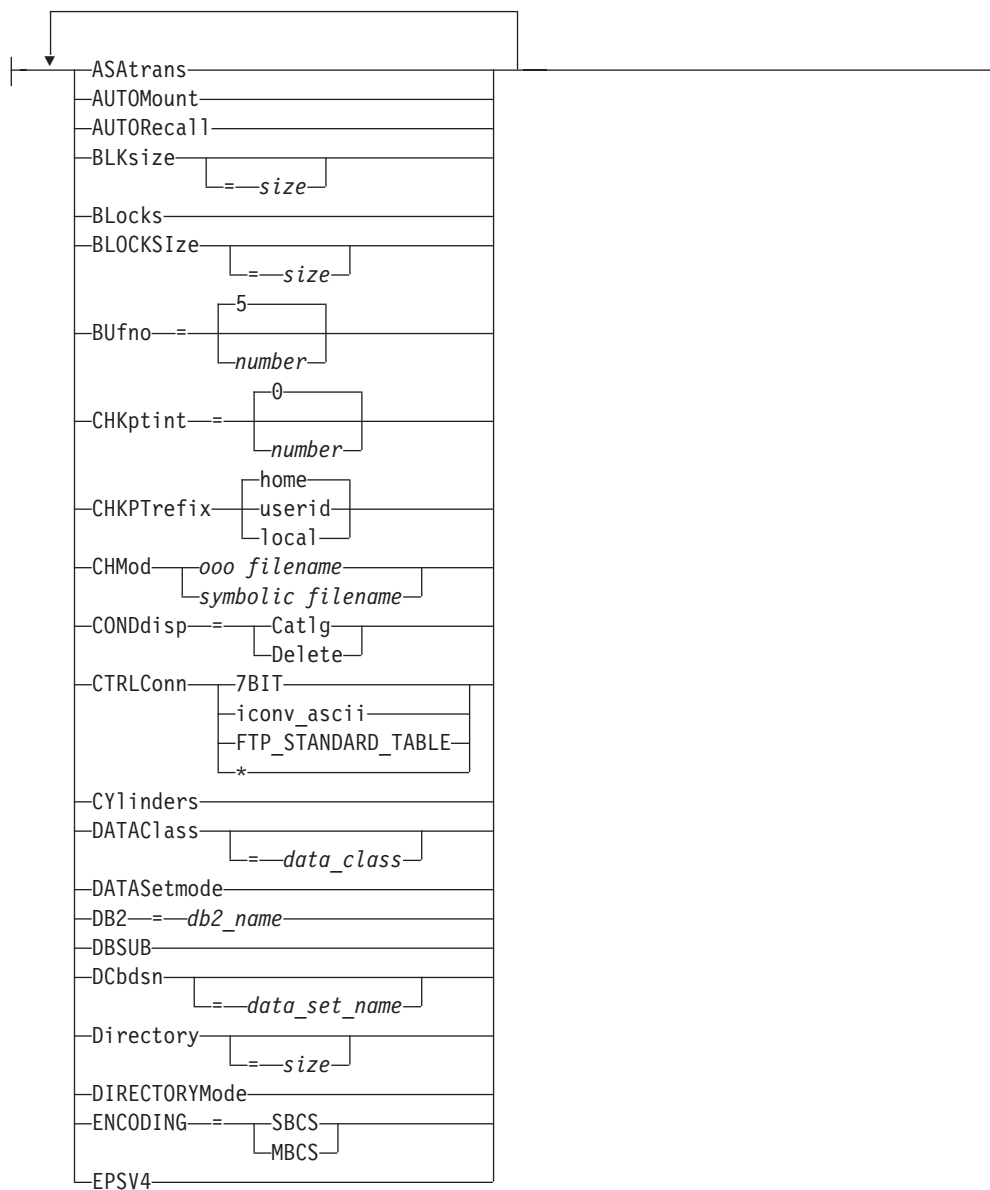 ASAtrans
AUTOMount
AUTORecall
BLKsize
= size
BLocks
BLOCKSIze
= size
5
BUfno =
number
0
CHKptint =
number
home
CHKPTrefix userid
local
CHMod ooo filename
symbolic filename
CONDdisp = Catlg
Delete
CTRLConn 7BIT
iconv_ascii
FTP_STANDARD_TABLE
*
CYlinders
DATAClass
= data_class
DATASetmode
DB2 = db2_name
DBSUB
DCbdsn
= data_set_name
Directory
= size
DIRECTORYMode
ENCODING = SBCS
MBCS
EPSV4